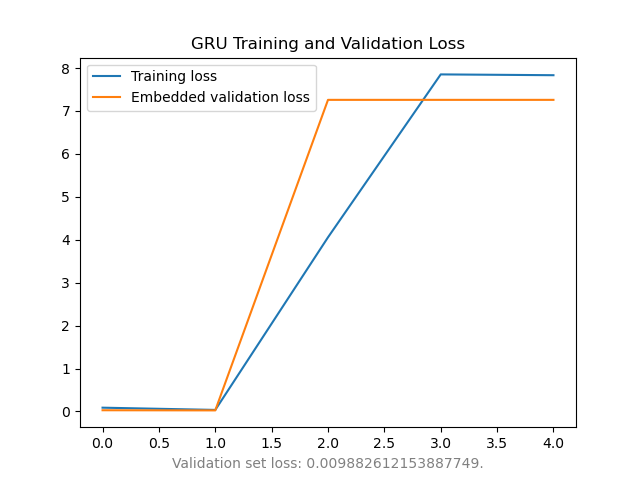 GRU Training and Validation Loss
Training loss
Embedded validation loss
8
7
6
5
4
3
2
1
0
0.0 0.5 1.0 1.5 2.0 2.5 3.0 3.5 4.0
Validation set loss: 0.009882612153887749.